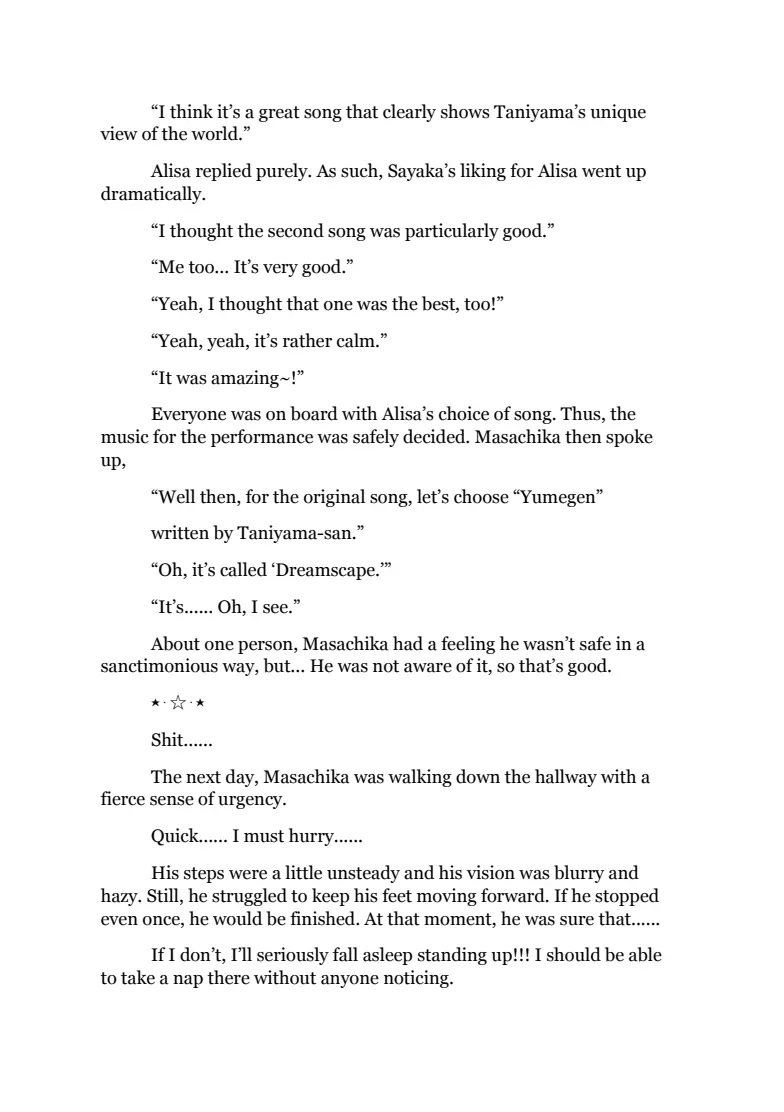 “I think it’s a great song that clearly shows Taniyama’s unique
view of the world.”
Alisa replied purely. As such, Sayaka’s liking for Alisa went up
dramatically.
“I thought the second song was particularly good.”
“Me too... It’s very good.”
“Yeah, I thought that one was the best, too!”
“Yeah, yeah, it’s rather calm.”
“It was amazing~!”
Everyone was on board with Alisa’s choice of song. Thus, the
music for the performance was safely decided. Masachika then spoke
up,
“Well then, for the original song, let’s choose “Yumegen”
written by Taniyama-san.”
“Oh, it’s called ‘Dreamscape.’”
“It’s...... Oh, I see.”
About one person, Masachika had a feeling he wasn’t safe in a
sanctimonious way, but... He was not aware of it, so that’s good.
⋆·☆·⋆
Shit......
The next day, Masachika was walking down the hallway with a
fierce sense of urgency.
Quick...... I must hurry......
His steps were a little unsteady and his vision was blurry and
hazy. Still, he struggled to keep his feet moving forward. If he stopped
even once, he would be finished. At that moment, he was sure that......
If I don’t, I’ll seriously fall asleep standing up!!! I should be able
to take a nap there without anyone noticing.